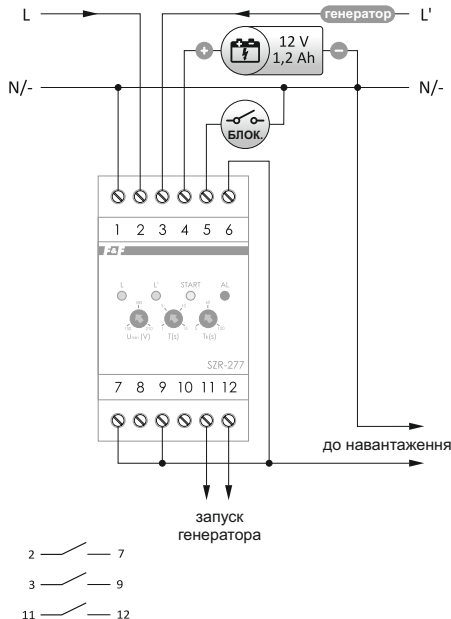 L
генератор
L'
12 V
1,2 Ah
N/-
N/-
БЛОК.
1 2 3 4 5 6
F&F
L L' START AL
Umin (V) T(s) Tk(s)
SZR-277
7 8 9 10 11 12
до навантаження
запуск
генератора
2 7
3 9
11 12